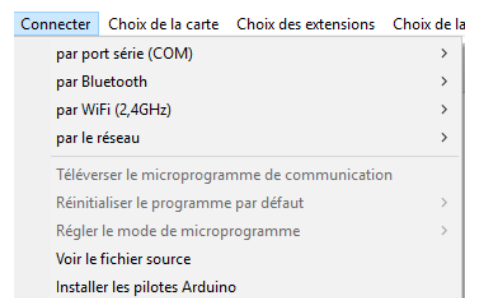 Connecter Choix de la carte Choix des extensions Choix de la
par port série (COM)
par Bluetooth
par WiFi (2,4GHz)
par le réseau
Téléverser le microprogramme de communication
Réinitialiser le programme par défaut
Régler le mode de microprogramme
Voir le fichier source
Installer les pilotes Arduino